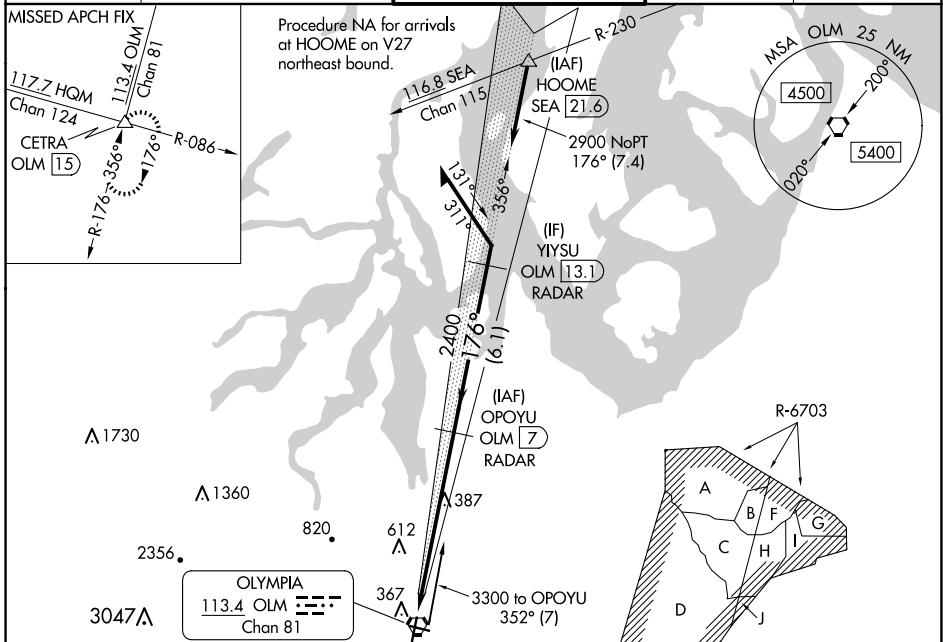 MISSED APCH FIX
113.4 OLM
Chan 81
117.7 HQM
Chan 124
CETRA
OLM 15
R-086
356°
176°
R-176
Procedure NA for arrivals
at HOOME on V27
northeast bound.
R-230
116.8 SEA
Chan 115
(IAF)
HOOME
SEA 21.6
2900 NoPT
176° (7.4)
MSA OLM 25 NM
4500
200°
5400
020°
131°
311°
356°
(IF)
YIYSU
OLM 13.1
RADAR
2400
176°
(6.1)
(IAF)
OPOYU
OLM 7
RADAR
R-6703
A
B
F
G
C
H
I
D
J
1730
1360
387
820
612
2356
3047
367
OLYMPIA
113.4 OLM
Chan 81
3300 to OPOYU
352° (7)